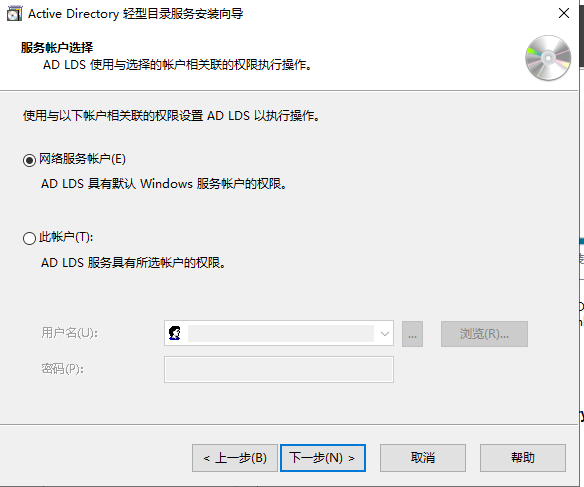 Active Directory 轻型目录服务安装向导
服务帐户选择
AD LDS 使用与选择的帐户相关联的权限执行操作。
使用与以下帐户相关联的权限设置 AD LDS 以执行操作。
网络服务帐户(E)
AD LDS 具有默认 Windows 服务帐户的权限。
此帐户(T):
AD LDS 服务具有所选帐户的权限。
用户名(U):
...
浏览(R)...
密码(P):
< 上一步(B)
下一步(N) >
取消
帮助